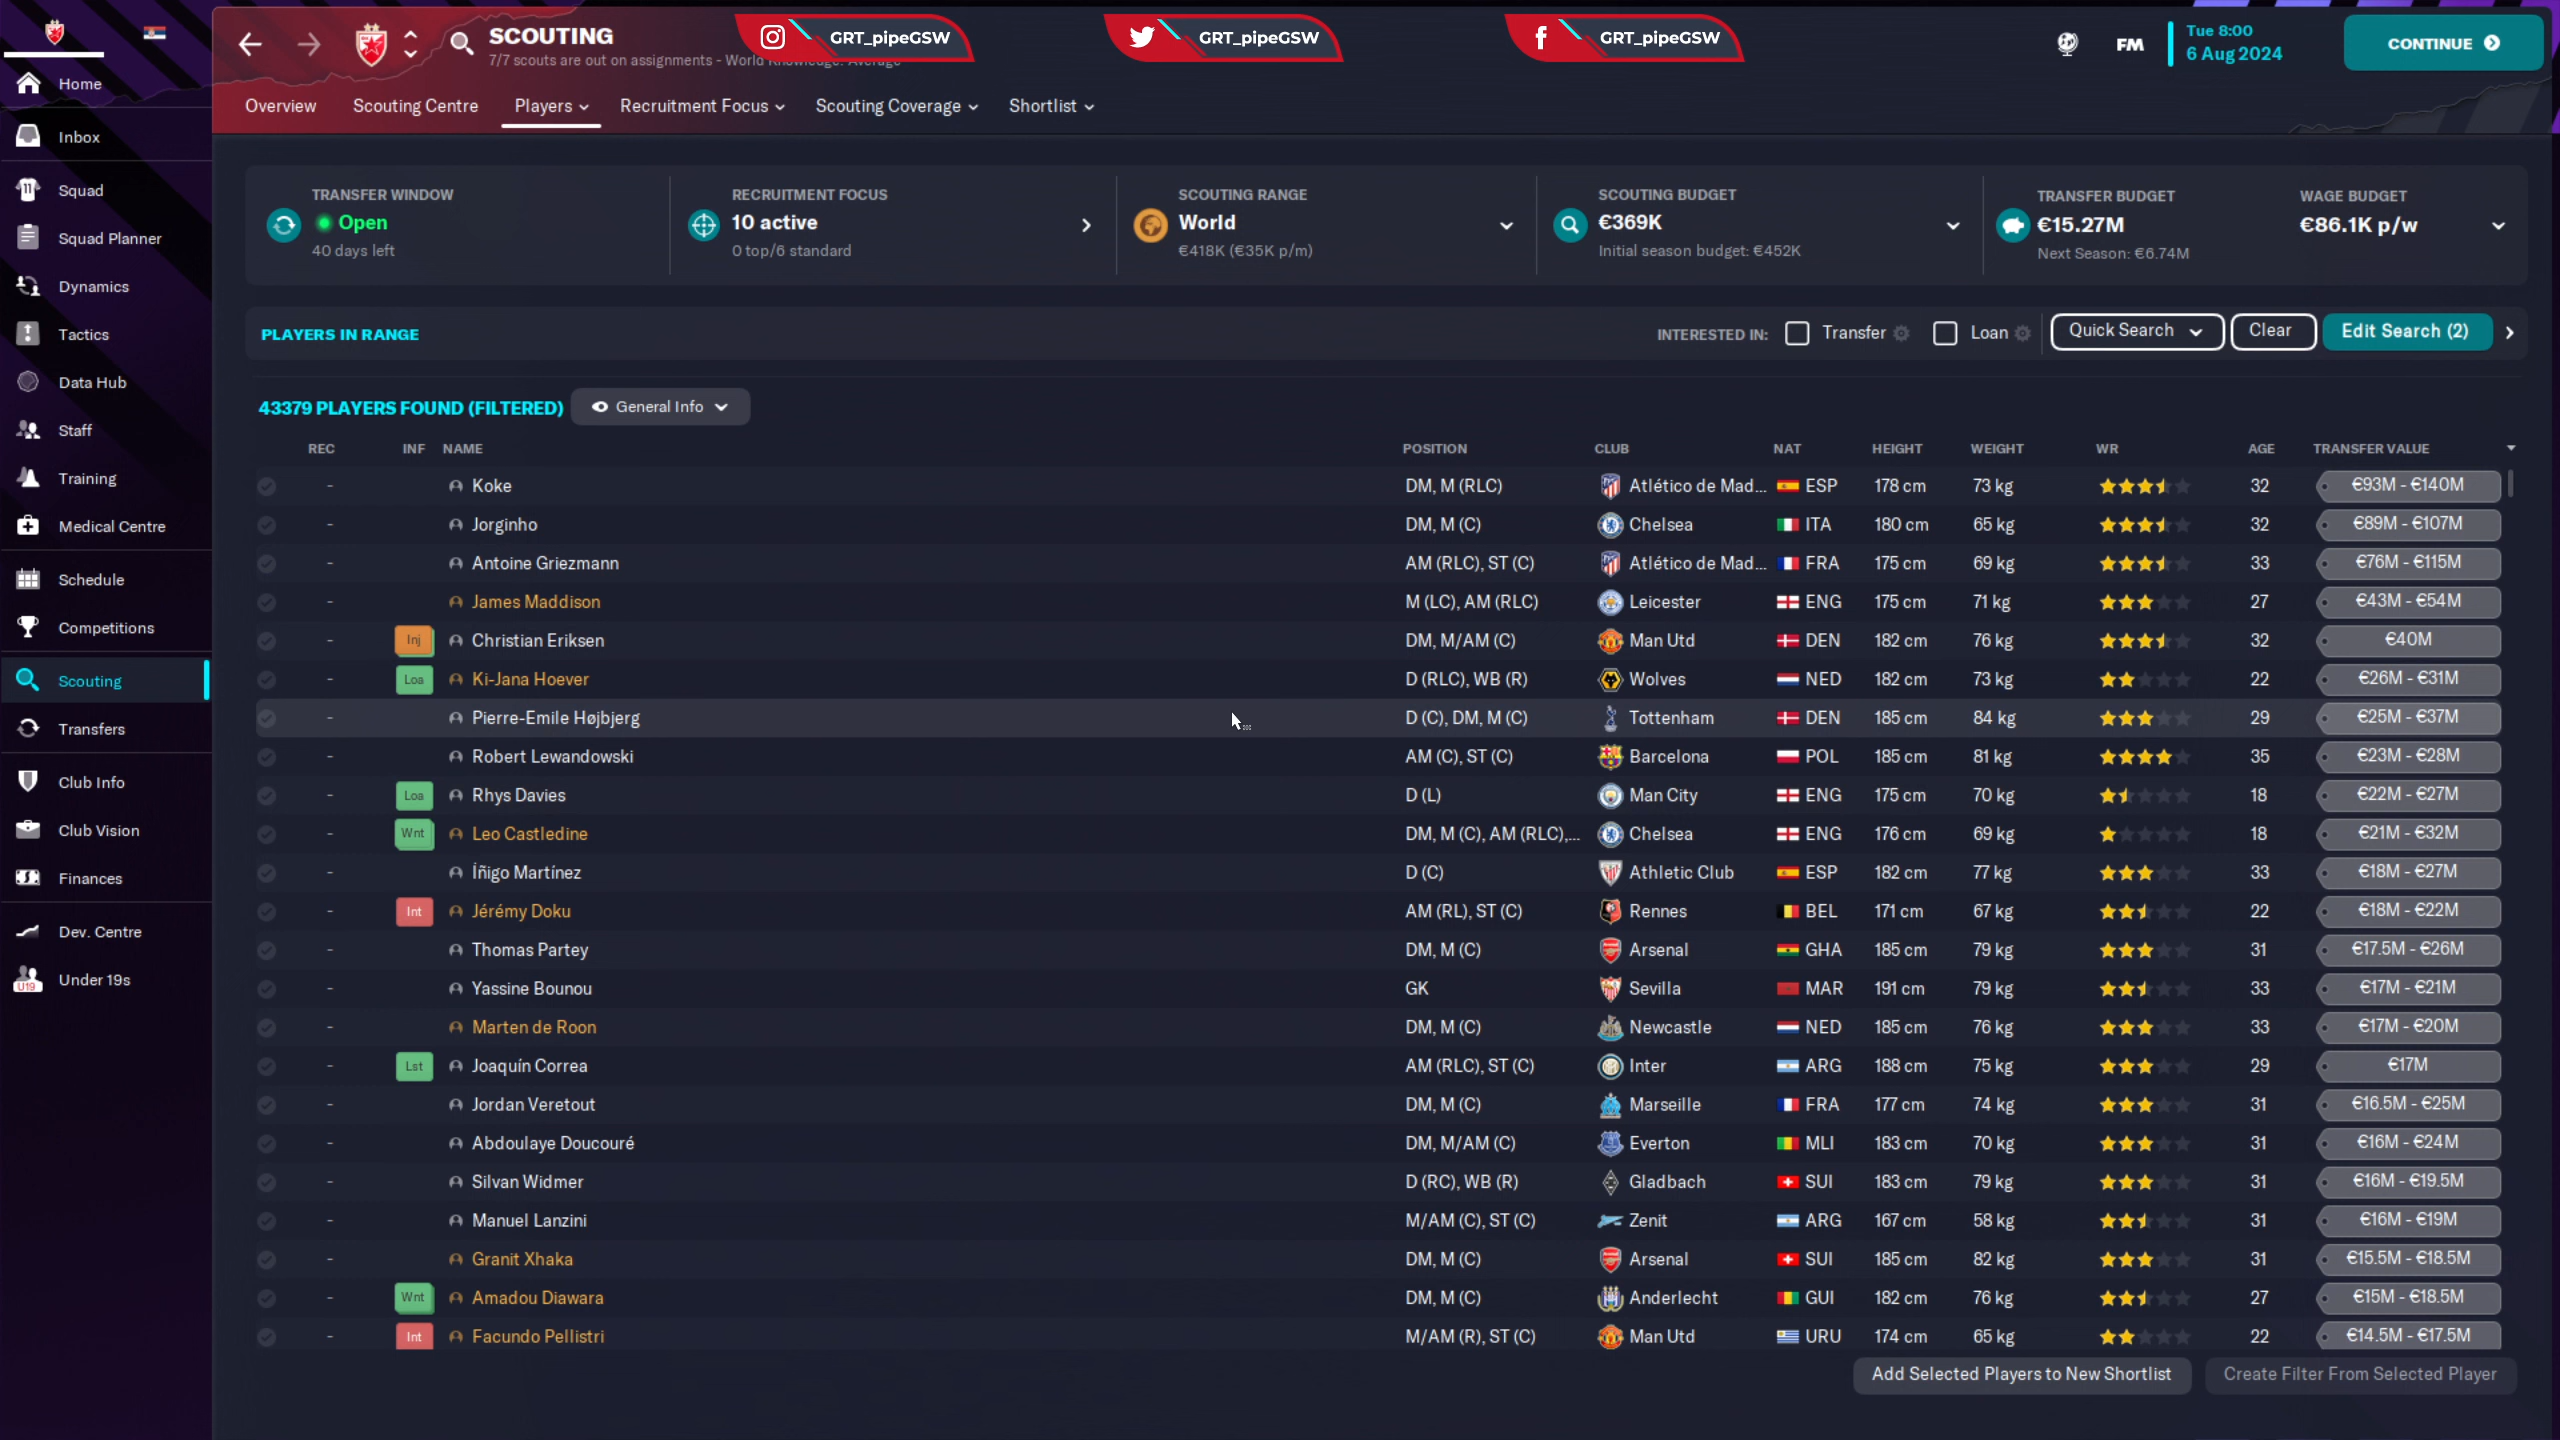 SCOUTING
7/7 scouts are out on assignments - World Knowledge: Average
GRT_pipeGSW
GRT_pipeGSW
GRT_pipeGSW
FM
Tue 8:00
6 Aug 2024
CONTINUE
Overview
Scouting Centre
Players
Recruitment Focus
Scouting Coverage
Shortlist
Home
Inbox
Squad
Squad Planner
Dynamics
Tactics
Data Hub
Staff
Training
Medical Centre
Schedule
Competitions
Scouting
Transfers
Club Info
Club Vision
Finances
Dev. Centre
U19
Under 19s
TRANSFER WINDOW
Open
40 days left
RECRUITMENT FOCUS
10 active
0 top/6 standard
SCOUTING RANGE
World
€418K (€35K p/m)
SCOUTING BUDGET
€369K
Initial season budget: €452K
TRANSFER BUDGET
€15.27M
Next Season: €6.74M
WAGE BUDGET
€86.1K p/w
PLAYERS IN RANGE
INTERESTED IN: Transfer Loan
Quick Search
Clear
Edit Search (2)
43379 PLAYERS FOUND (FILTERED)
General Info
REC INF NAME POSITION CLUB NAT HEIGHT WEIGHT WR AGE TRANSFER VALUE
- Koke DM, M (RLC) Atlético de Mad... ESP 178 cm 73 kg 32 €93M - €140M
- Jorginho DM, M (C) Chelsea ITA 180 cm 65 kg 32 €89M - €107M
- Antoine Griezmann AM (RLC), ST (C) Atlético de Mad... FRA 175 cm 69 kg 33 €76M - €115M
- James Maddison M (LC), AM (RLC) Leicester ENG 175 cm 71 kg 27 €43M - €54M
- Inj Christian Eriksen DM, M/AM (C) Man Utd DEN 182 cm 76 kg 32 €40M
- Loa Ki-Jana Hoever D (RLC), WB (R) Wolves NED 182 cm 73 kg 22 €26M - €31M
- Pierre-Emile Højbjerg D (C), DM, M (C) Tottenham DEN 185 cm 84 kg 29 €25M - €37M
- Robert Lewandowski AM (C), ST (C) Barcelona POL 185 cm 81 kg 35 €23M - €28M
- Loa Rhys Davies D (L) Man City ENG 175 cm 70 kg 18 €22M - €27M
- Wnt Leo Castledine DM, M (C), AM (RLC),... Chelsea ENG 176 cm 69 kg 18 €21M - €32M
- Íñigo Martínez D (C) Athletic Club ESP 182 cm 77 kg 33 €18M - €27M
- Int Jérémy Doku AM (RL), ST (C) Rennes BEL 171 cm 67 kg 22 €18M - €22M
- Thomas Partey DM, M (C) Arsenal GHA 185 cm 79 kg 31 €17.5M - €26M
- Yassine Bounou GK Sevilla MAR 191 cm 79 kg 33 €17M - €21M
- Marten de Roon DM, M (C) Newcastle NED 185 cm 76 kg 33 €17M - €20M
- Lst Joaquín Correa AM (RLC), ST (C) Inter ARG 188 cm 75 kg 29 €17M
- Jordan Veretout DM, M (C) Marseille FRA 177 cm 74 kg 31 €16.5M - €25M
- Abdoulaye Doucouré DM, M/AM (C) Everton MLI 183 cm 70 kg 31 €16M - €24M
- Silvan Widmer D (RC), WB (R) Gladbach SUI 183 cm 79 kg 31 €16M - €19.5M
- Manuel Lanzini M/AM (C), ST (C) Zenit ARG 167 cm 58 kg 31 €16M - €19M
- Granit Xhaka DM, M (C) Arsenal SUI 185 cm 82 kg 31 €15.5M - €18.5M
- Wnt Amadou Diawara DM, M (C) Anderlecht GUI 182 cm 76 kg 27 €15M - €18.5M
- Int Facundo Pellistri M/AM (R), ST (C) Man Utd URU 174 cm 65 kg 22 €14.5M - €17.5M
Add Selected Players to New Shortlist
Create Filter From Selected Player